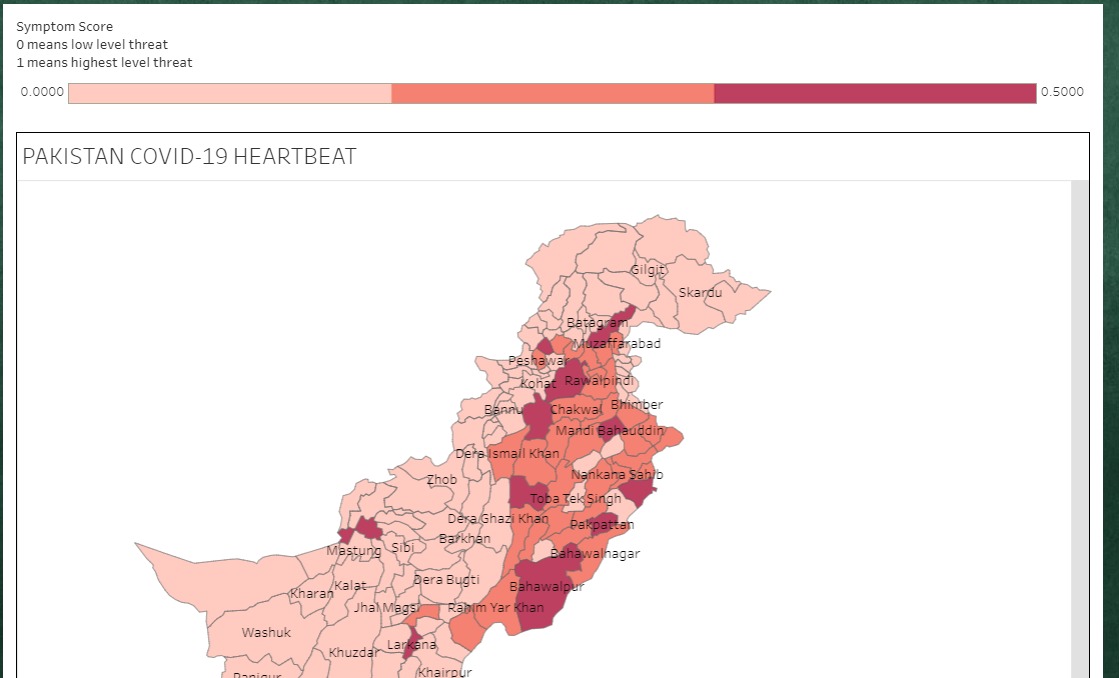 Symptom Score
0 means low level threat
1 means highest level threat
0.0000
0.5000
PAKISTAN COVID-19 HEARTBEAT
Gilgit
Skardu
Batagram
Muzaffarabad
Peshawar
Kohat
Rawalpindi
Bannu
Chakwal
Bhimber
Mandi Bahauddin
Dera Ismail Khan
Nankana Sahib
Zhob
Toba Tek Singh
Dera Ghazi Khan
Pakpattan
Barkhan
Mastung
Sibi
Bahawalnagar
Kalat
Dera Bugti
Bahawalpur
Kharan
Jhal Magsi
Rahim Yar Khan
Washuk
Larkana
Khuzdar
Khairpur
Panjgur